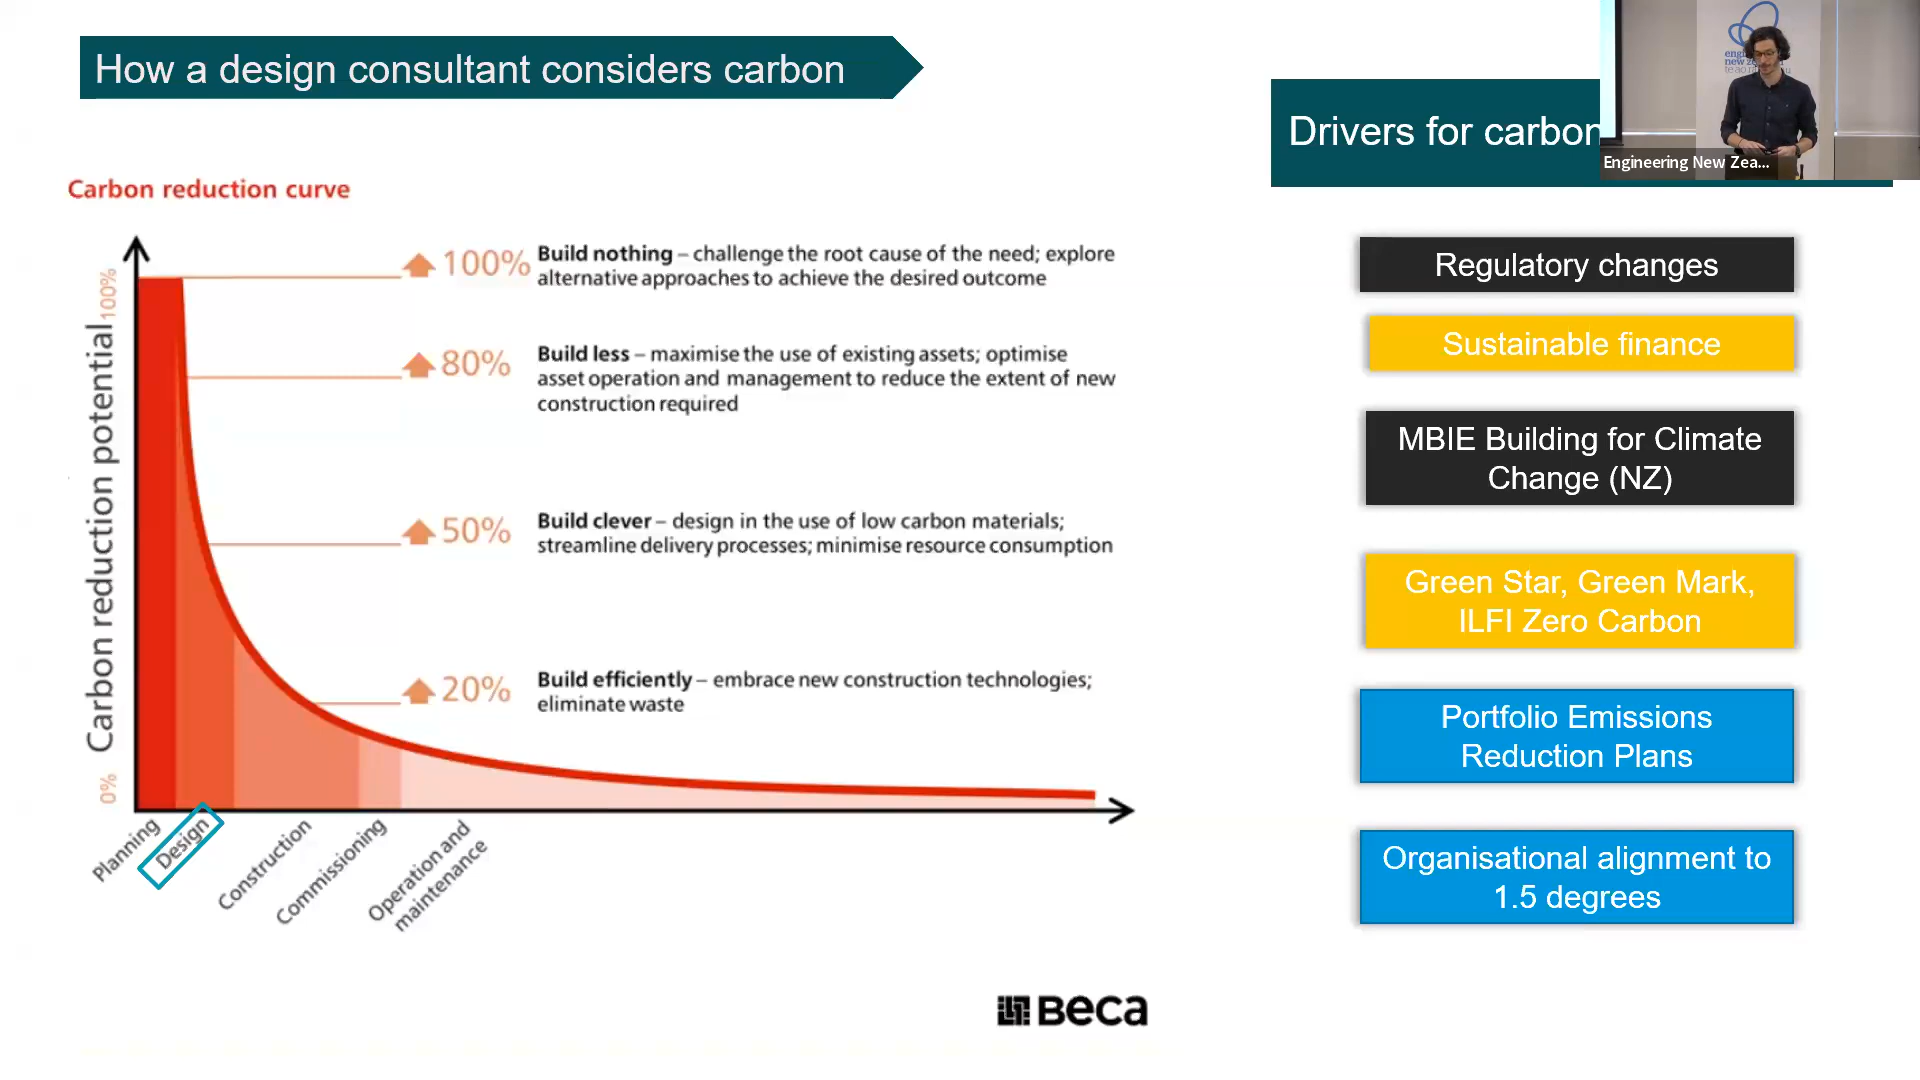 How a design consultant considers carbon
Drivers for carbon
engi
new ze
Engineering New Zea...
Carbon reduction curve
Carbon reduction potential
100%
0%
100%
Build nothing – challenge the root cause of the need; explore
alternative approaches to achieve the desired outcome
80%
Build less – maximise the use of existing assets; optimise
asset operation and management to reduce the extent of new
construction required
50%
Build clever – design in the use of low carbon materials;
streamline delivery processes; minimise resource consumption
20%
Build efficiently – embrace new construction technologies;
eliminate waste
Planning
Design
Construction
Commissioning
Operation and
maintenance
Regulatory changes
Sustainable finance
MBIE Building for Climate
Change (NZ)
Green Star, Green Mark,
ILFI Zero Carbon
Portfolio Emissions
Reduction Plans
Organisational alignment to
1.5 degrees
Beca